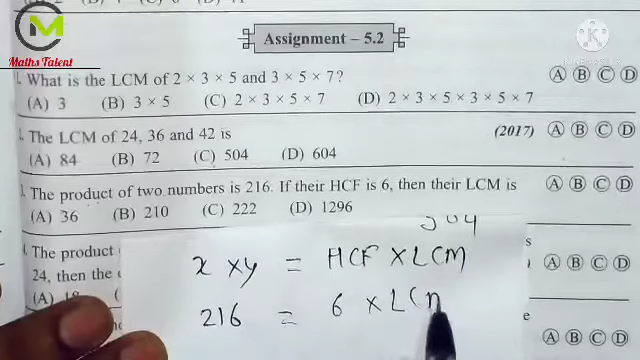 CM
Maths Talent
KINEMASTER
Assignment – 5.2
What is the LCM of 2 × 3 × 5 and 3 × 5 × 7? A B C D
(A) 3 (B) 3 × 5 (C) 2 × 3 × 5 × 7 (D) 2 × 3 × 5 × 3 × 5 × 7
The LCM of 24, 36 and 42 is (2017) A B C D
(A) 84 (B) 72 (C) 504 (D) 604
The product of two numbers is 216. If their HCF is 6, then their LCM is A B C D
(A) 36 (B) 210 (C) 222 (D) 1296
504
The product
24, then the
A B C D
x × y = HCF × LCM
216 = 6 × LCM
A B C D